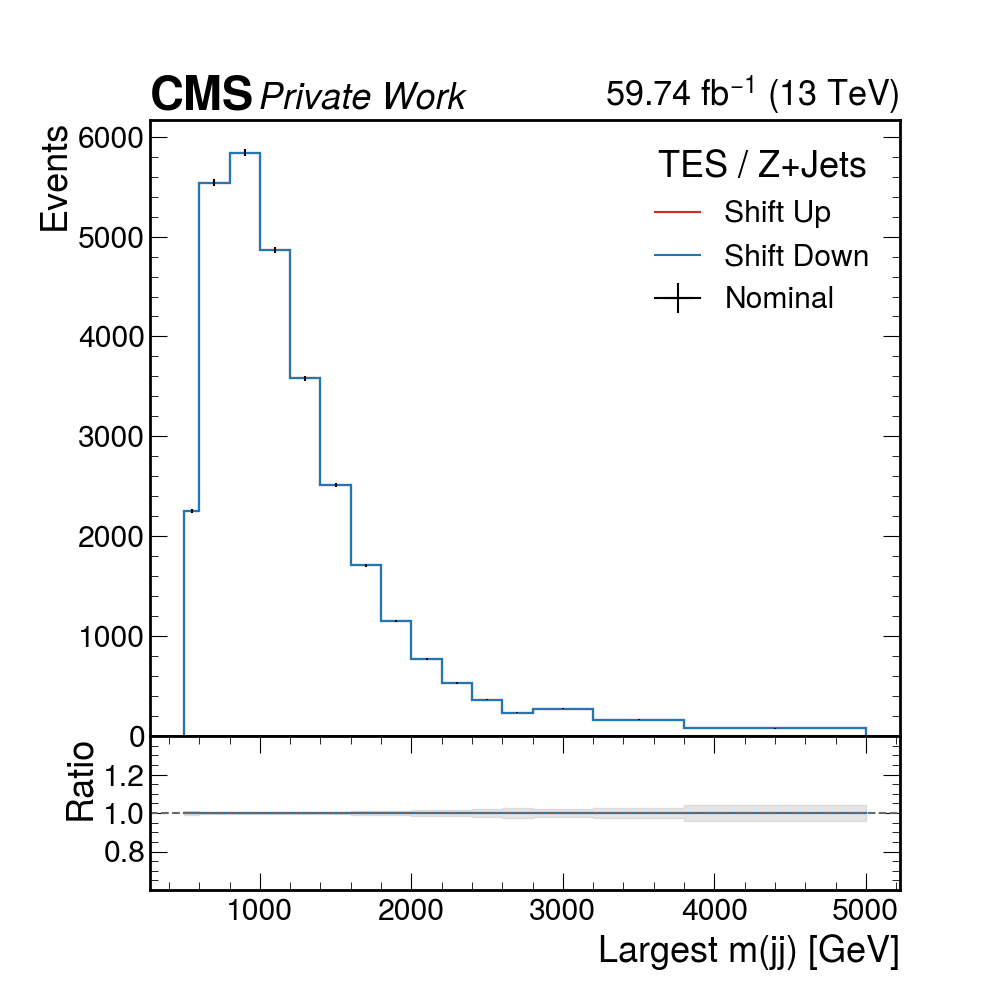 CMS Private Work
59.74 fb⁻¹ (13 TeV)
Events
6000
5000
4000
3000
2000
1000
0
TES / Z+Jets
Shift Up
Shift Down
Nominal
Ratio
1.2
1.0
0.8
1000 2000 3000 4000 5000
Largest m(jj) [GeV]